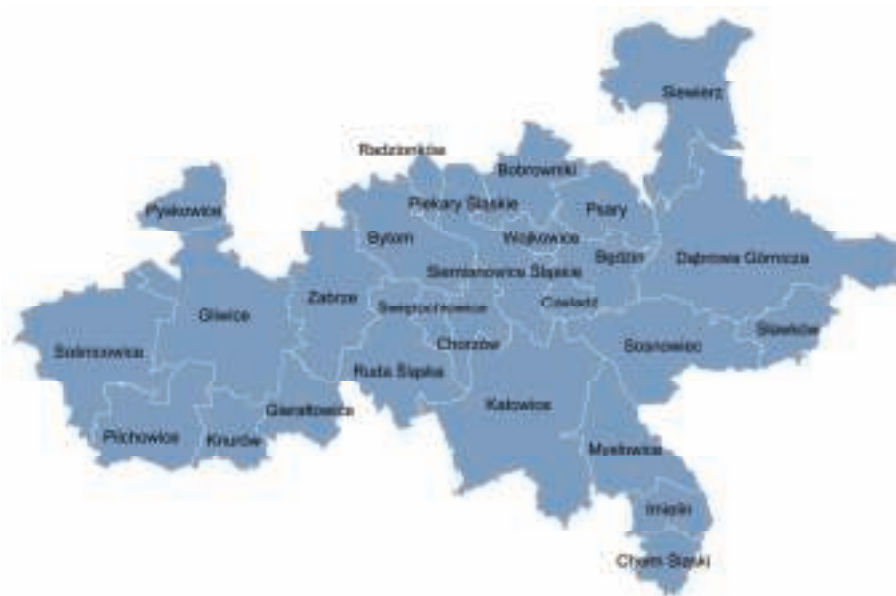 Siewierz
Radzionków
Bobrowniki
Pyskowice
Piekary Śląskie
Psary
Bytom
Wojkowice
Będzin
Dąbrowa Górnicza
Siemianowice Śląskie
Zabrze
Świętochłowice
Czeladź
Gliwice
Sławków
Sośnicowice
Chorzów
Sosnowiec
Ruda Śląska
Gierałtowice
Katowice
Pilchowice
Knurów
Mysłowice
Imielin
Chełm Śląski